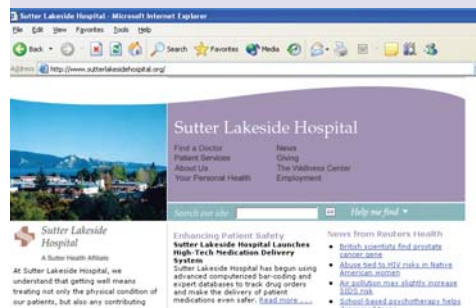 Sutter Lakeside Hospital - Microsoft Internet Explorer
File Edit View Favorites Tools Help
Back Search Favorites Media
Address http://www.sutterlakesidehospital.org/
Sutter Lakeside Hospital
Find a Doctor News
Patient Services Giving
About Us The Wellness Center
Your Personal Health Employment
Search our site Help me find
Sutter Lakeside
Hospital
A Sutter Health Affiliate
At Sutter Lakeside Hospital, we
understand that getting well means
treating not only the physical condition of
our patients, but also any contributing
Enhancing Patient Safety
Sutter Lakeside Hospital Launches
High-Tech Medication Delivery
System
Sutter Lakeside Hospital has begun using
advanced computerized bar-coding and
expert databases to track drug orders
and make the delivery of patient
medications even safer. Read more ....
News from Reuters Health
British scientists find prostate
cancer gene
Abuse tied to HIV risks in Native
American women
Air pollution may slightly increase
SIDS risk
School-based psychotherapy helps